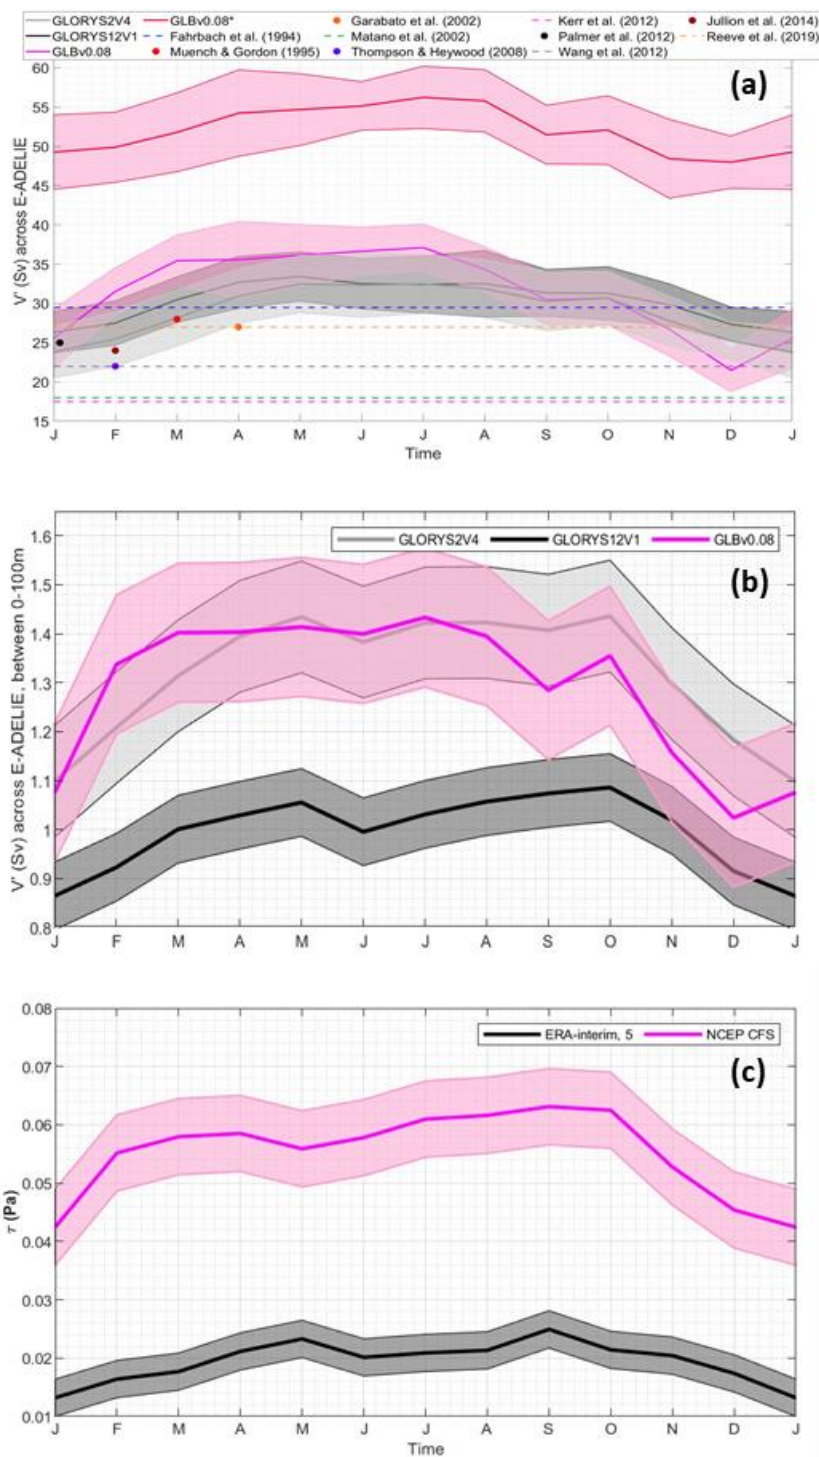 GLORYS2V4 GLBv0.08* Garabato et al. (2002) Kerr et al. (2012) Jullion et al. (2014)
GLORYS12V1 Fahrbach et al. (1994) Matano et al. (2002) Palmer et al. (2012) Reeve et al. (2019)
GLBv0.08 Muench & Gordon (1995) Thompson & Heywood (2008) Wang et al. (2012)
(a)
V' (Sv) across E-ADELIE
60
55
50
45
40
35
30
25
20
15
J F M A M J J A S O N D J
Time
(b)
GLORYS2V4 GLORYS12V1 GLBv0.08
V' (Sv) across E-ADELIE, between 0-100m
1.6
1.5
1.4
1.3
1.2
1.1
1
0.9
0.8
J F M A M J J A S O N D J
ERA-interim, 5 NCEP CFS
(c)
τ (Pa)
0.08
0.07
0.06
0.05
0.04
0.03
0.02
0.01
J F M A M J J A S O N D J
Time